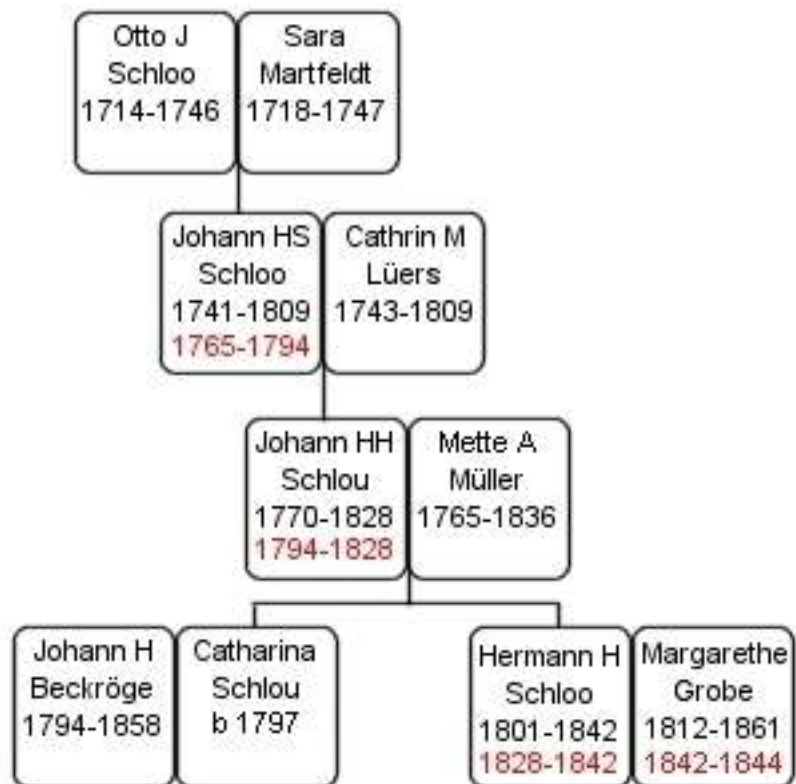 Otto J
Schloo
1714-1746
Sara
Martfeldt
1718-1747
Johann HS
Schloo
1741-1809
1765-1794
Cathrin M
Lüers
1743-1809
Johann HH
Schlou
1770-1828
1794-1828
Mette A
Müller
1765-1836
Johann H
Beckröge
1794-1858
Catharina
Schlou
b 1797
Hermann H
Schloo
1801-1842
1828-1842
Margarethe
Grobe
1812-1861
1842-1844